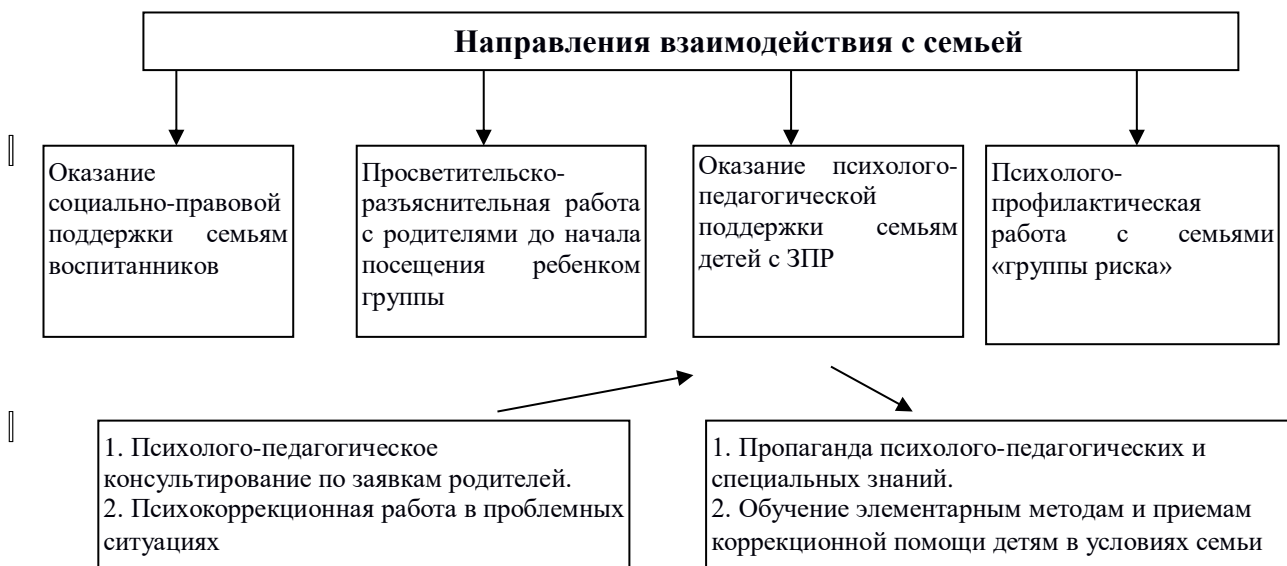 Направления взаимодействия с семьей
Оказание
социально-правовой
поддержки семьям
воспитанников
Просветительско-
разъяснительная работа
с родителями до начала
посещения ребенком
группы
Оказание психолого-
педагогической
поддержки семьям
детей с ЗПР
Психолого-
профилактическая
работа с семьями
«группы риска»
1. Психолого-педагогическое
консультирование по заявкам родителей.
2. Психокоррекционная работа в проблемных
ситуациях
1. Пропаганда психолого-педагогических и
специальных знаний.
2. Обучение элементарным методам и приемам
коррекционной помощи детям в условиях семьи